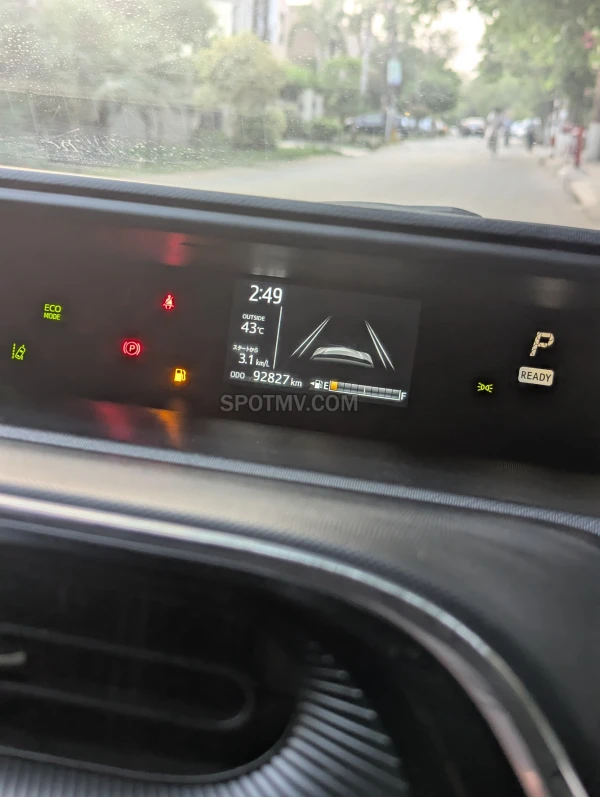 2:49
OUTSIDE
43°C
スタートから
3.1 km/L
ODO 92827 km
E F
ECO
MODE
P
P
READY
SPOTMV.COM